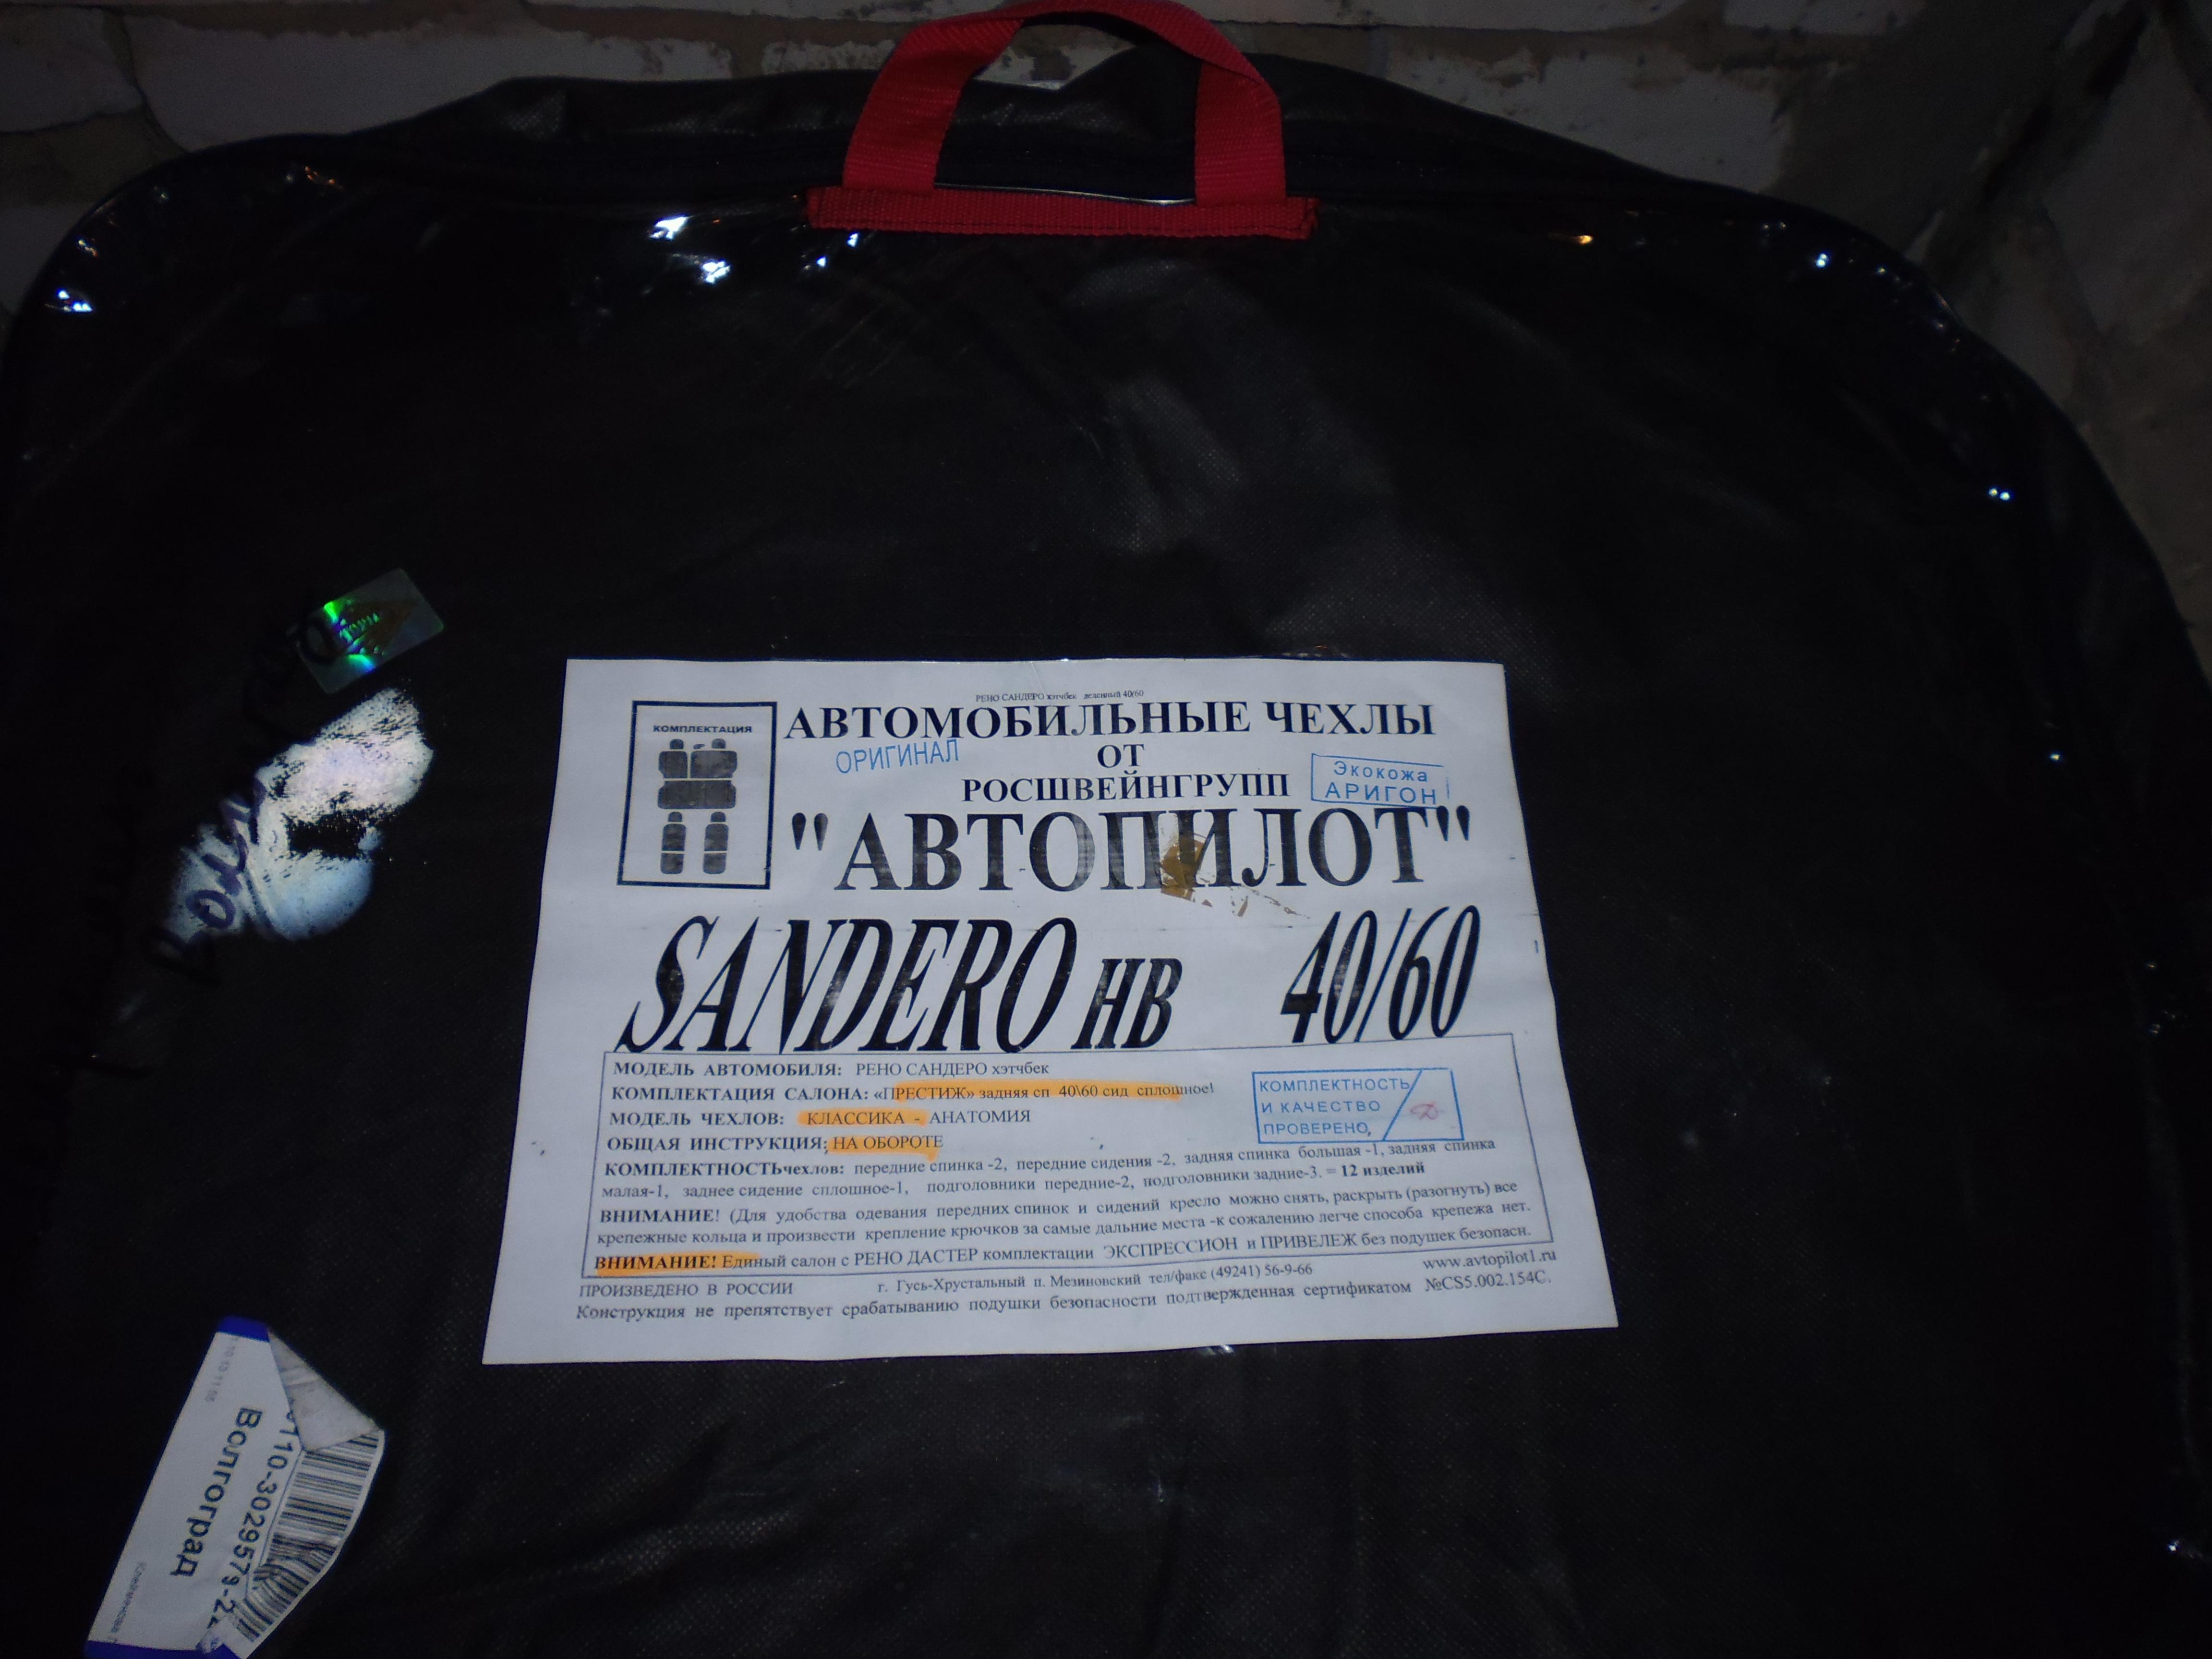 РЕНО САНДЕРО хэтчбек деленный 40/60
КОМПЛЕКТАЦИЯ
АВТОМОБИЛЬНЫЕ ЧЕХЛЫ
ОРИГИНАЛ
ОТ
РОСШВЕЙНГРУПП
Экокожа
АРИГОН
"АВТОПИЛОТ"
SANDERO HB 40/60
МОДЕЛЬ АВТОМОБИЛЯ: РЕНО САНДЕРО хэтчбек
КОМПЛЕКТАЦИЯ САЛОНА: «ПРЕСТИЖ» задняя сп 40\60 сид сплошное!
МОДЕЛЬ ЧЕХЛОВ: КЛАССИКА - АНАТОМИЯ
ОБЩАЯ ИНСТРУКЦИЯ: НА ОБОРОТЕ
КОМПЛЕКТНОСТЬ
И КАЧЕСТВО
ПРОВЕРЕНО
КОМПЛЕКТНОСТЬчехлов: передние спинка -2, передние сидения -2, задняя спинка большая -1, задняя спинка
малая-1, заднее сидение сплошное-1, подголовники передние-2, подголовники задние-3. = 12 изделий
ВНИМАНИЕ! (Для удобства одевания передних спинок и сидений кресло можно снять, раскрыть (разогнуть) все
крепежные кольца и произвести крепление крючков за самые дальние места -к сожалению легче способа крепежа нет.
ВНИМАНИЕ! Единый салон с РЕНО ДАСТЕР комплектации ЭКСПРЕССИОН и ПРИВЕЛЕЖ без подушек безопасн.
ПРОИЗВЕДЕНО В РОССИИ г. Гусь-Хрустальный п. Мезиновский тел/факс (49241) 56-9-66 www.avtopilot1.ru
Конструкция не препятствует срабатыванию подушки безопасности подтвержденная сертификатом №CS5.002.154C.
110-3029579-2
Волгоград